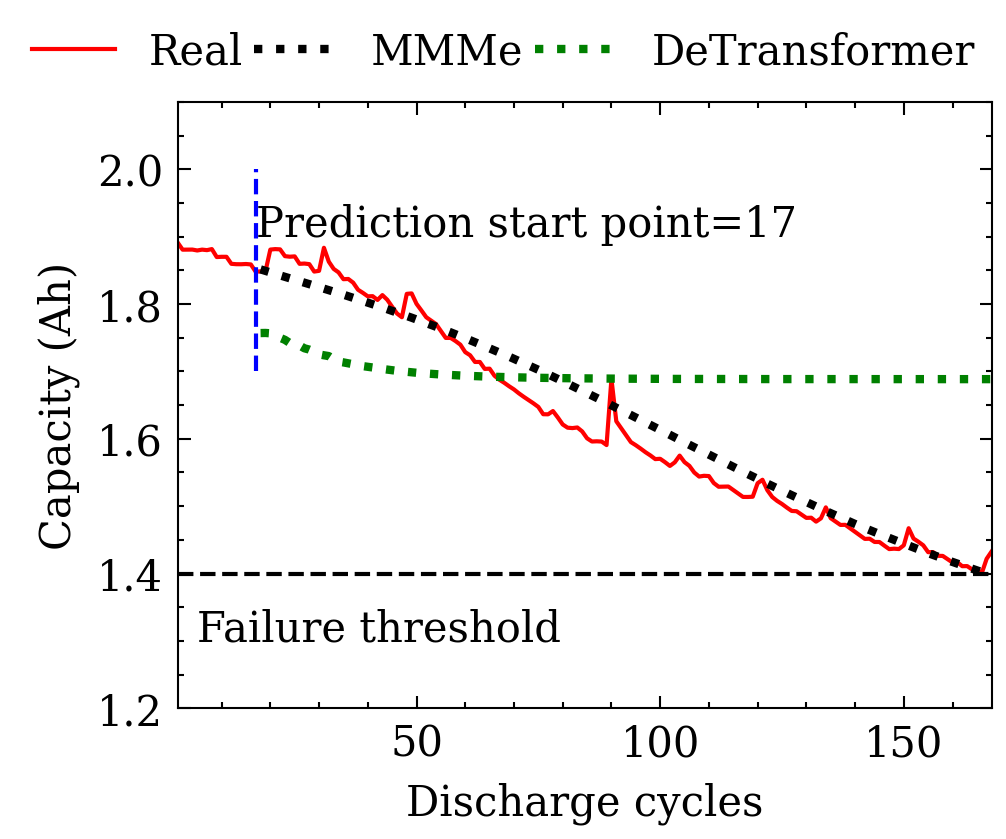 Real MMMe DeTransformer
2.0
Prediction start point=17
1.8
1.6
1.4
Failure threshold
1.2
50 100 150
Capacity (Ah)
Discharge cycles